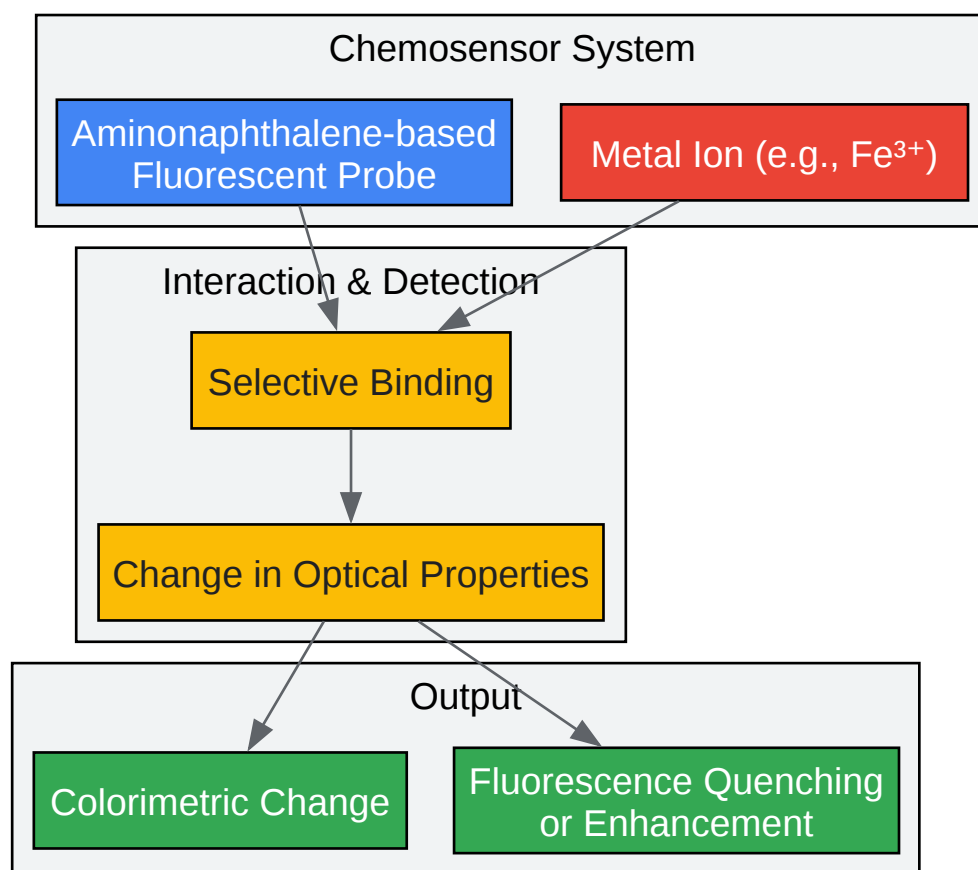 Chemosensor System
Aminonaphthalene-based
Fluorescent Probe
Metal Ion (e.g., Fe³⁺)
Interaction & Detection
Selective Binding
Change in Optical Properties
Output
Colorimetric Change
Fluorescence Quenching
or Enhancement